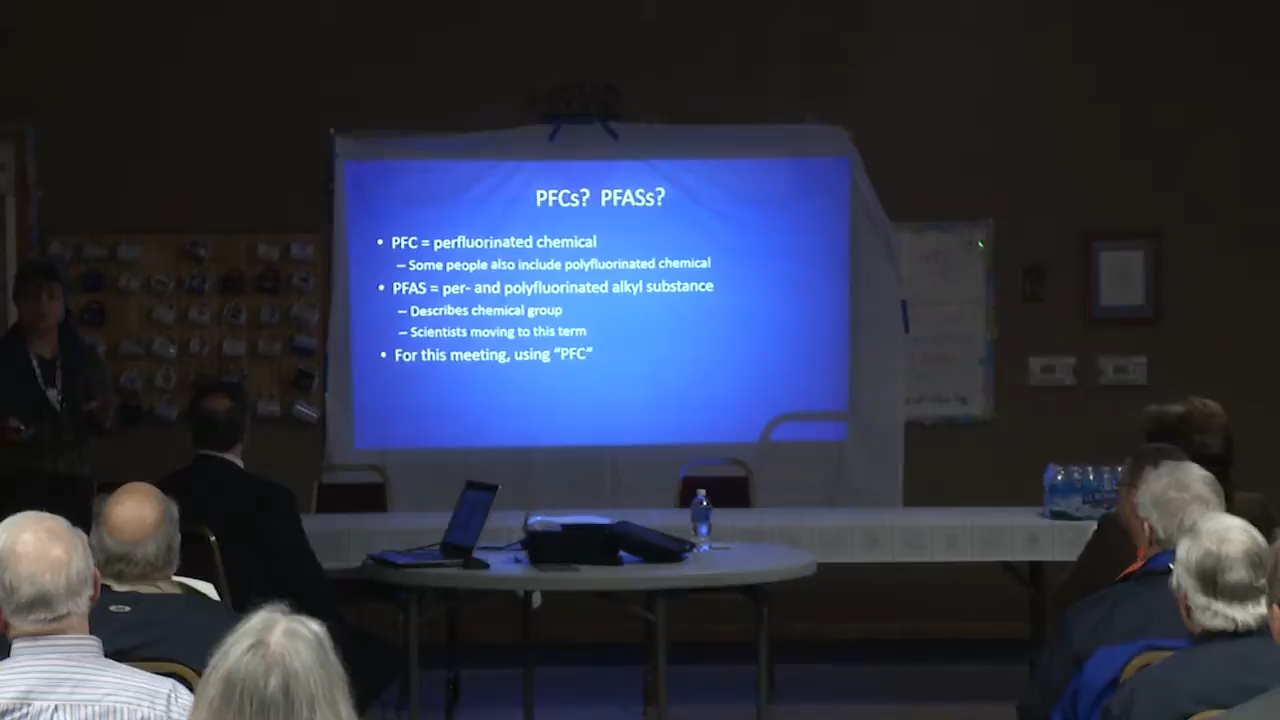 PFCs? PFASs?
• PFC = perfluorinated chemical
– Some people also include polyfluorinated chemical
• PFAS = per- and polyfluorinated alkyl substance
– Describes chemical group
– Scientists moving to this term
• For this meeting, using "PFC"